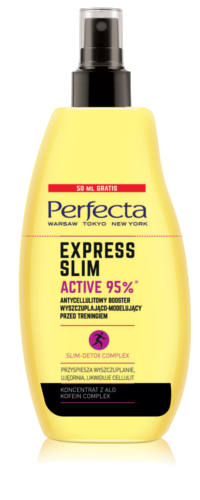 50 ML GRATIS
Perfecta
WARSAW TOKYO NEW YORK
EXPRESS
SLIM
ACTIVE 95%*
ANTYCELLULITOWY BOOSTER
WYSZCZUPLAJĄCO-MODELUJĄCY
PRZED TRENINGIEM
SLIM-DETOX COMPLEX
PRZYSPIESZA WYSZCZUPLANIE,
UJĘDRNIA, LIKWIDUJE CELLULIT
KONCENTRAT Z ALG
KOFEIN COMPLEX